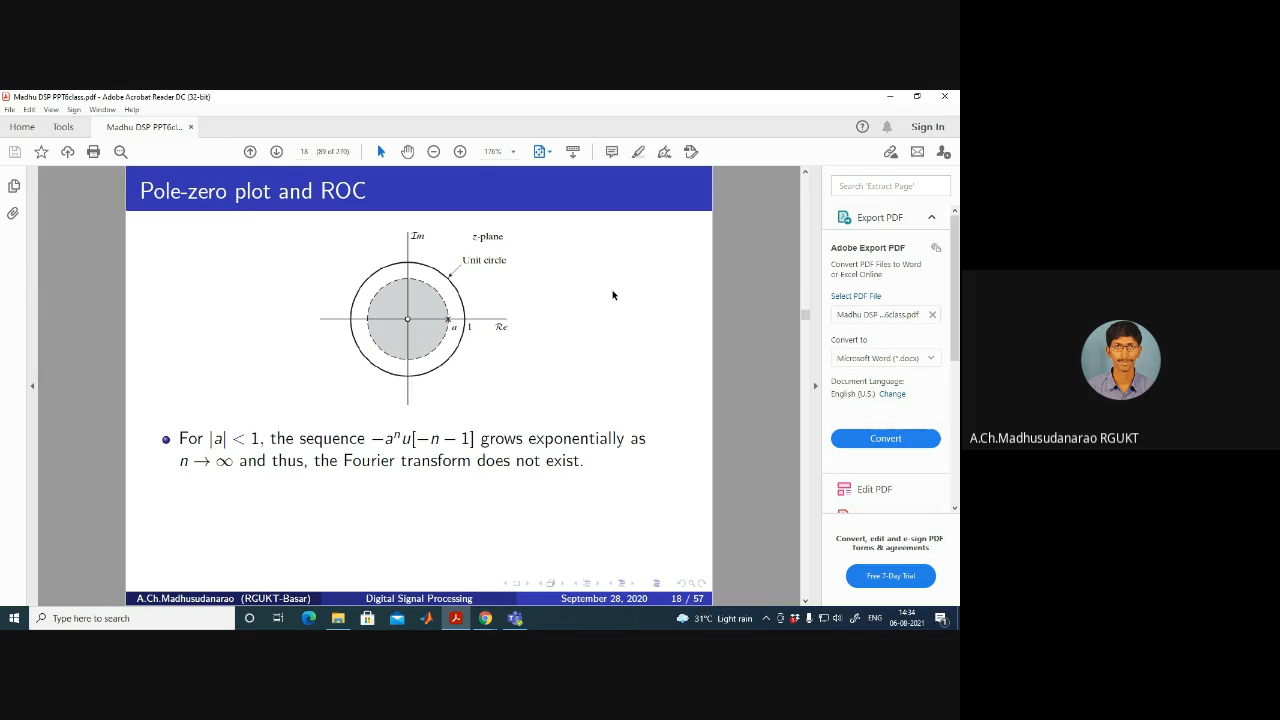 Madhu DSP PPT6class.pdf - Adobe Acrobat Reader DC (32-bit)
File Edit View Sign Window Help
Home Tools Madhu DSP PPT6cl... × Sign In
18 (89 of 270) 176%
Pole-zero plot and ROC
Im
z-plane
Unit circle
a 1 Re
For |a| < 1, the sequence −aⁿu[−n − 1] grows exponentially as
n → ∞ and thus, the Fourier transform does not exist.
A.Ch.Madhusudanarao (RGUKT-Basar) Digital Signal Processing September 28, 2020 18 / 57
Search 'Extract Page'
Export PDF
Adobe Export PDF
Convert PDF Files to Word
or Excel Online
Select PDF File
Madhu DSP ...6class.pdf ×
Convert to
Microsoft Word (*.docx)
Document Language:
English (U.S.) Change
Convert
Edit PDF
Convert, edit and e-sign PDF
forms & agreements
Free 7-Day Trial
A.Ch.Madhusudanarao RGUKT
Type here to search
31°C Light rain
ENG
14:34
06-08-2021